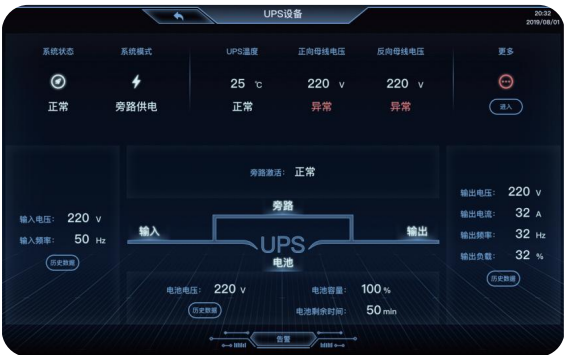 UPS设备
20:32
2019/08/01
系统状态 系统模式 UPS温度 正向母线电压 反向母线电压 更多
25 ℃ 220 V 220 V
正常 旁路供电 正常 异常 异常 进入
旁路激活: 正常
输入电压: 220 V
输入频率: 50 Hz
历史数据
旁路
输入
输出
UPS
电池
电池电压: 220 V
历史数据
电池容量: 100 %
电池剩余时间: 50 min
输出电压: 220 V
输出电流: 32 A
输出频率: 32 Hz
输出负载: 32 %
历史数据
告警